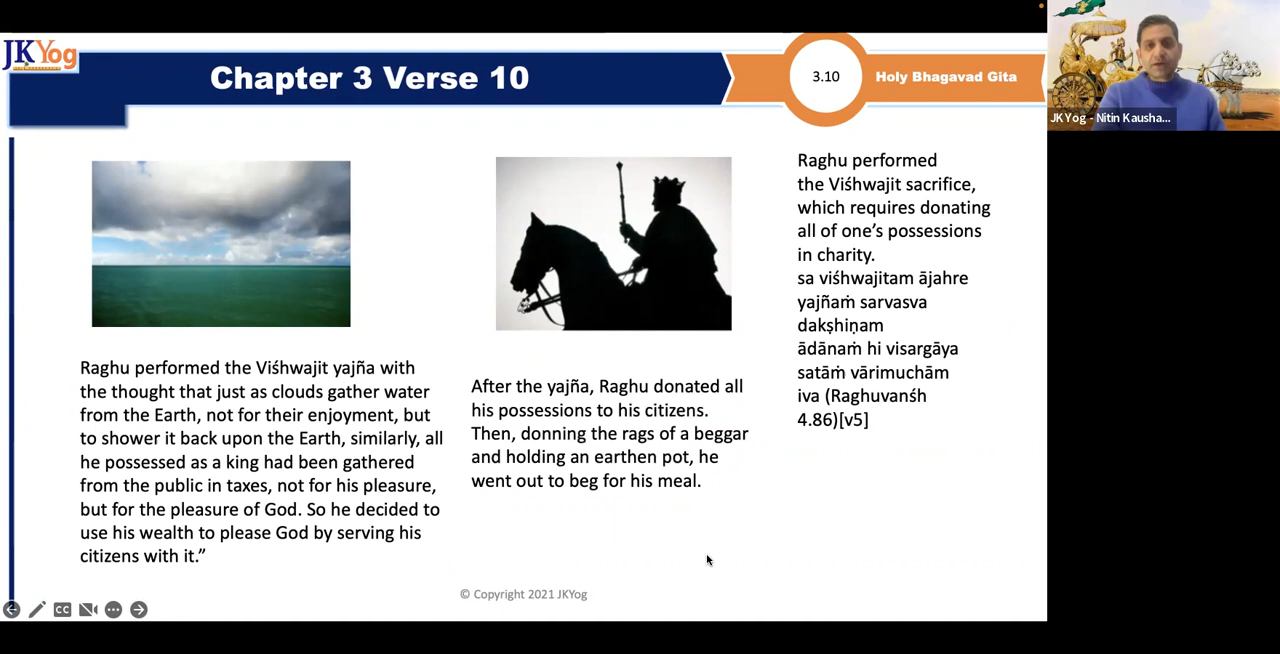 JKYog
Chapter 3 Verse 10
3.10
Holy Bhagavad Gita
JKYog - Nitin Kausha...
Raghu performed the Viśhwajit yajña with
the thought that just as clouds gather water
from the Earth, not for their enjoyment, but
to shower it back upon the Earth, similarly, all
he possessed as a king had been gathered
from the public in taxes, not for his pleasure,
but for the pleasure of God. So he decided to
use his wealth to please God by serving his
citizens with it.”
After the yajña, Raghu donated all
his possessions to his citizens.
Then, donning the rags of a beggar
and holding an earthen pot, he
went out to beg for his meal.
Raghu performed
the Viśhwajit sacrifice,
which requires donating
all of one’s possessions
in charity.
sa viśhwajitam ājahre
yajñaṁ sarvasva
dakṣhiṇam
ādānaṁ hi visargāya
satāṁ vārimuchām
iva (Raghuvanśh
4.86)[v5]
© Copyright 2021 JKYog
CC